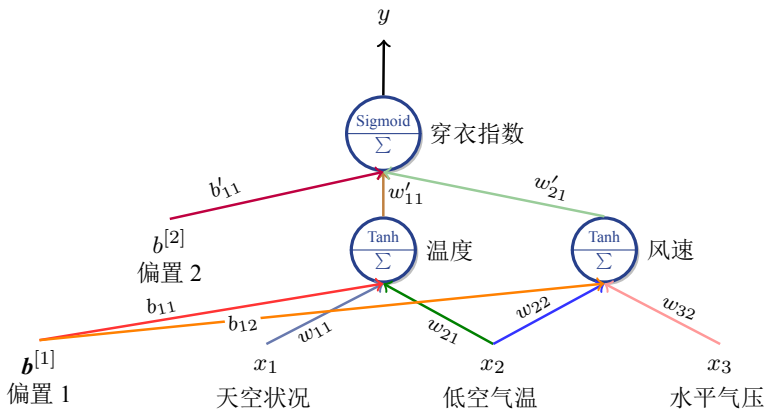 y
Sigmoid
Σ
穿衣指数
b′₁₁
w′₁₁
w′₂₁
b^[2]
偏置 2
Tanh
Σ
温度
Tanh
Σ
风速
b₁₁
b₁₂
w₁₁
w₂₁
w₂₂
w₃₂
b^[1]
偏置 1
x₁
天空状况
x₂
低空气温
x₃
水平气压